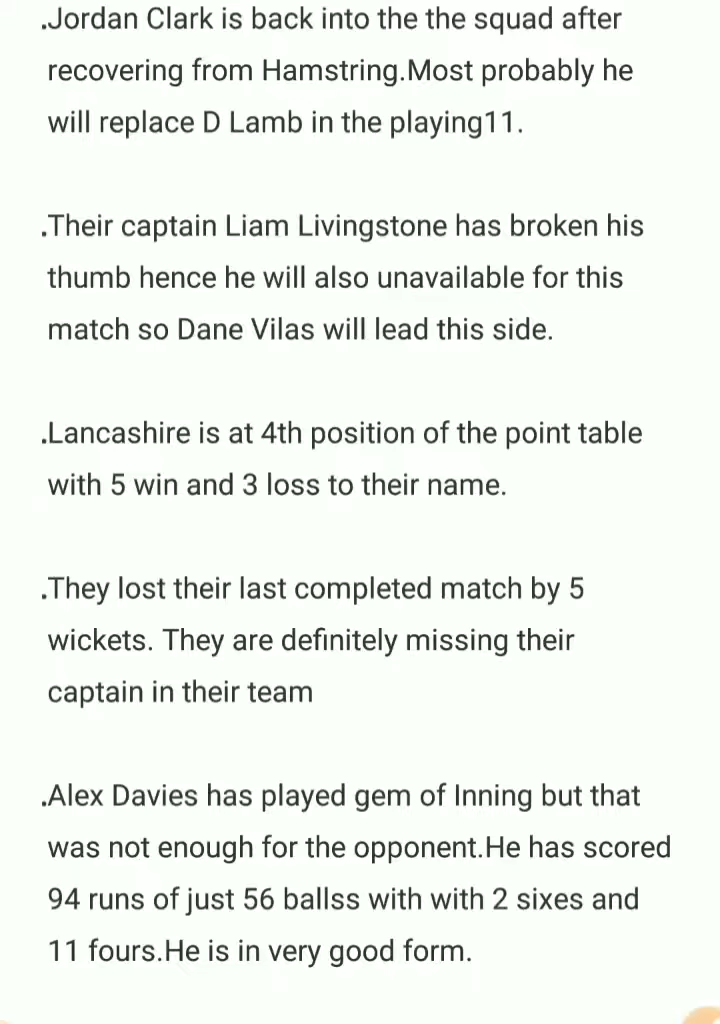 .Jordan Clark is back into the the squad after
recovering from Hamstring.Most probably he
will replace D Lamb in the playing11.
.Their captain Liam Livingstone has broken his
thumb hence he will also unavailable for this
match so Dane Vilas will lead this side.
.Lancashire is at 4th position of the point table
with 5 win and 3 loss to their name.
.They lost their last completed match by 5
wickets. They are definitely missing their
captain in their team
.Alex Davies has played gem of Inning but that
was not enough for the opponent.He has scored
94 runs of just 56 ballss with with 2 sixes and
11 fours.He is in very good form.